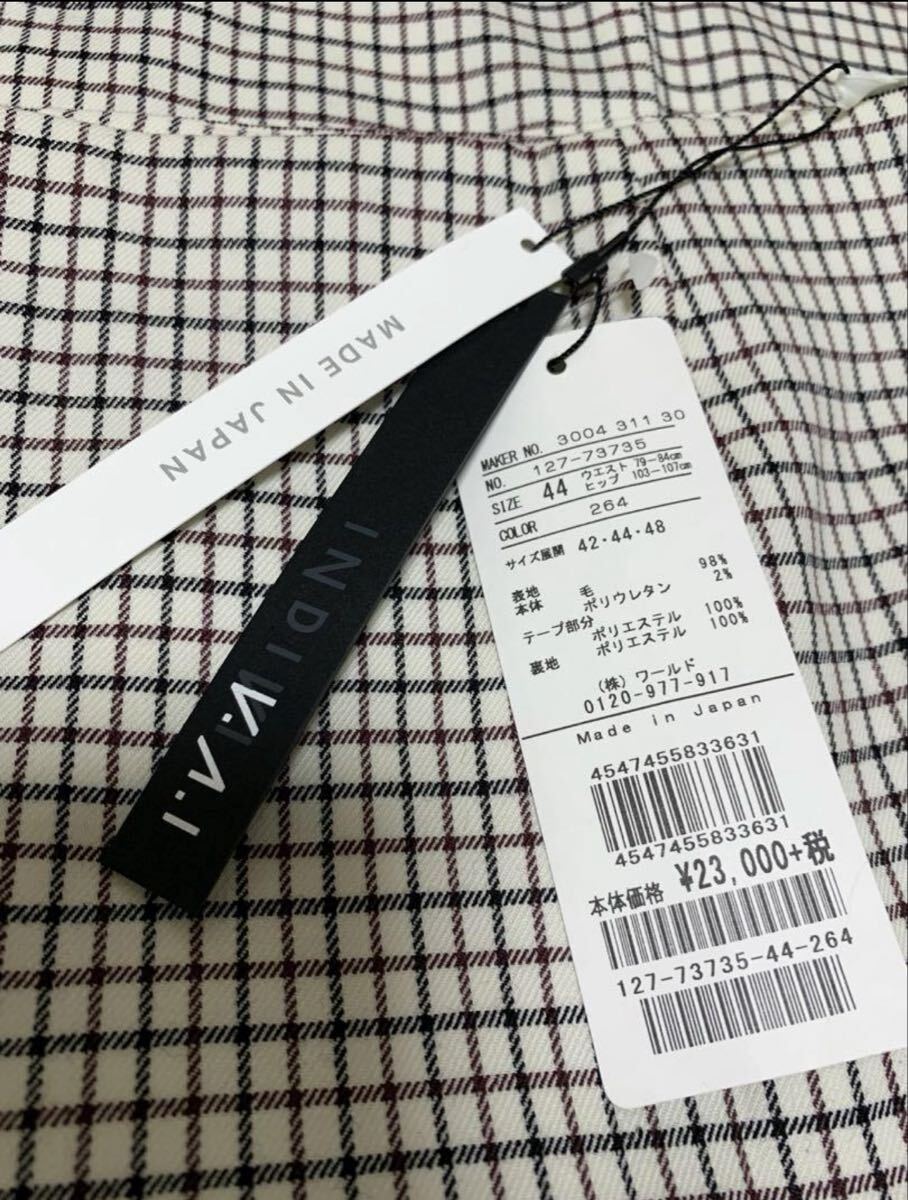 MADE IN JAPAN
INDIVI
V.A.I
MAKER NO. 3004 311 30
NO. 127-73735
SIZE 44 ウエスト 79-84cm
ヒップ 103-107cm
COLOR 264
サイズ展開 42・44・48
表地
本体 毛 98%
ポリウレタン 2%
テープ部分
ポリエステル 100%
裏地 ポリエステル 100%
(株)ワールド
0120-977-917
Made in Japan
4547455833631
4547455833631
本体価格 ¥23,000+税
127-73735-44-264